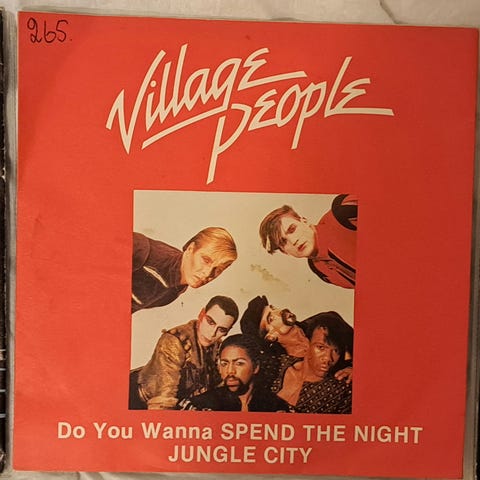 265.
Village
People
Do You Wanna SPEND THE NIGHT
JUNGLE CITY